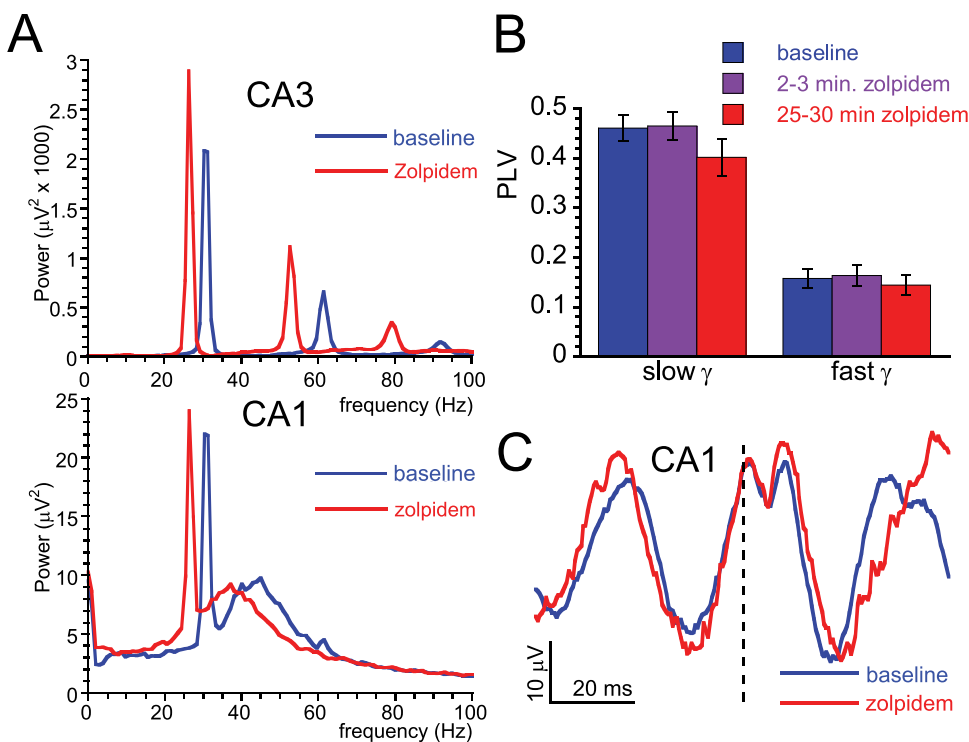 A
CA3
baseline
Zolpidem
Power (µV² x 1000)
3
2.5
2
1.5
1
0.5
0
0 20 40 60 80 100
frequency (Hz)
CA1
baseline
zolpidem
Power (µV²)
25
20
15
10
5
0
0 20 40 60 80 100
frequency (Hz)
B
baseline
2-3 min. zolpidem
25-30 min zolpidem
PLV
0.5
0.4
0.3
0.2
0.1
0
slow γ fast γ
C
CA1
10 µV
20 ms
baseline
zolpidem